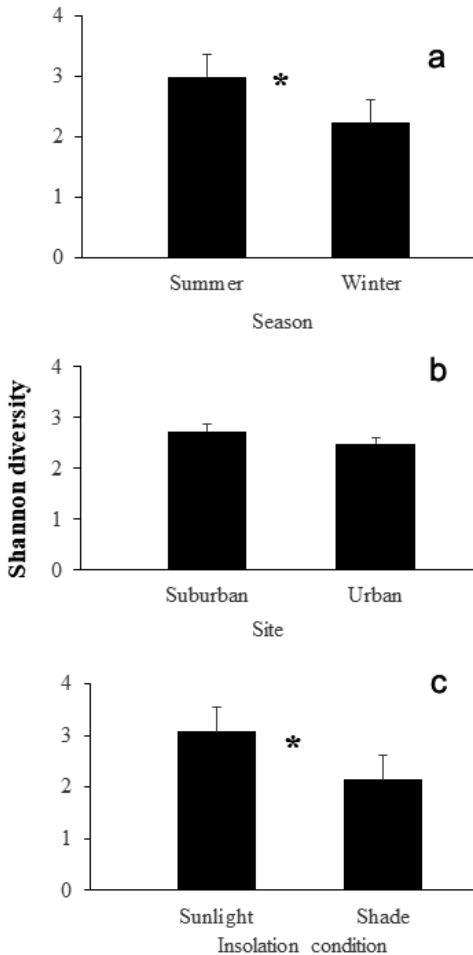 4
a
3
*
2
1
0
Summer Winter
Season
Shannon diversity
4
b
3
2
1
0
Suburban Urban
Site
4
c
3
*
2
1
0
Sunlight Shade
Insolation condition